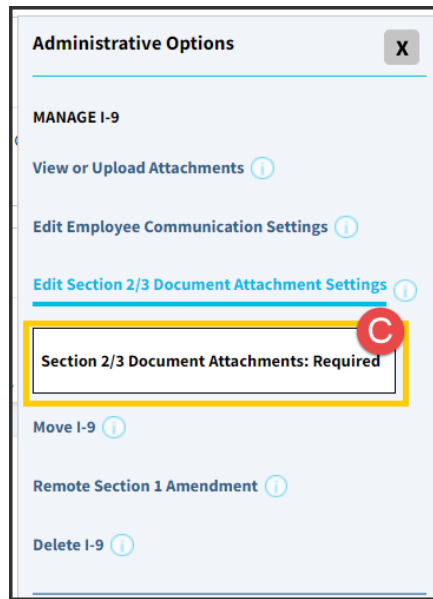 Administrative Options
X
MANAGE I-9
View or Upload Attachments i
Edit Employee Communication Settings i
Edit Section 2/3 Document Attachment Settings i
C
Section 2/3 Document Attachments: Required
Move I-9 i
Remote Section 1 Amendment i
Delete I-9 i